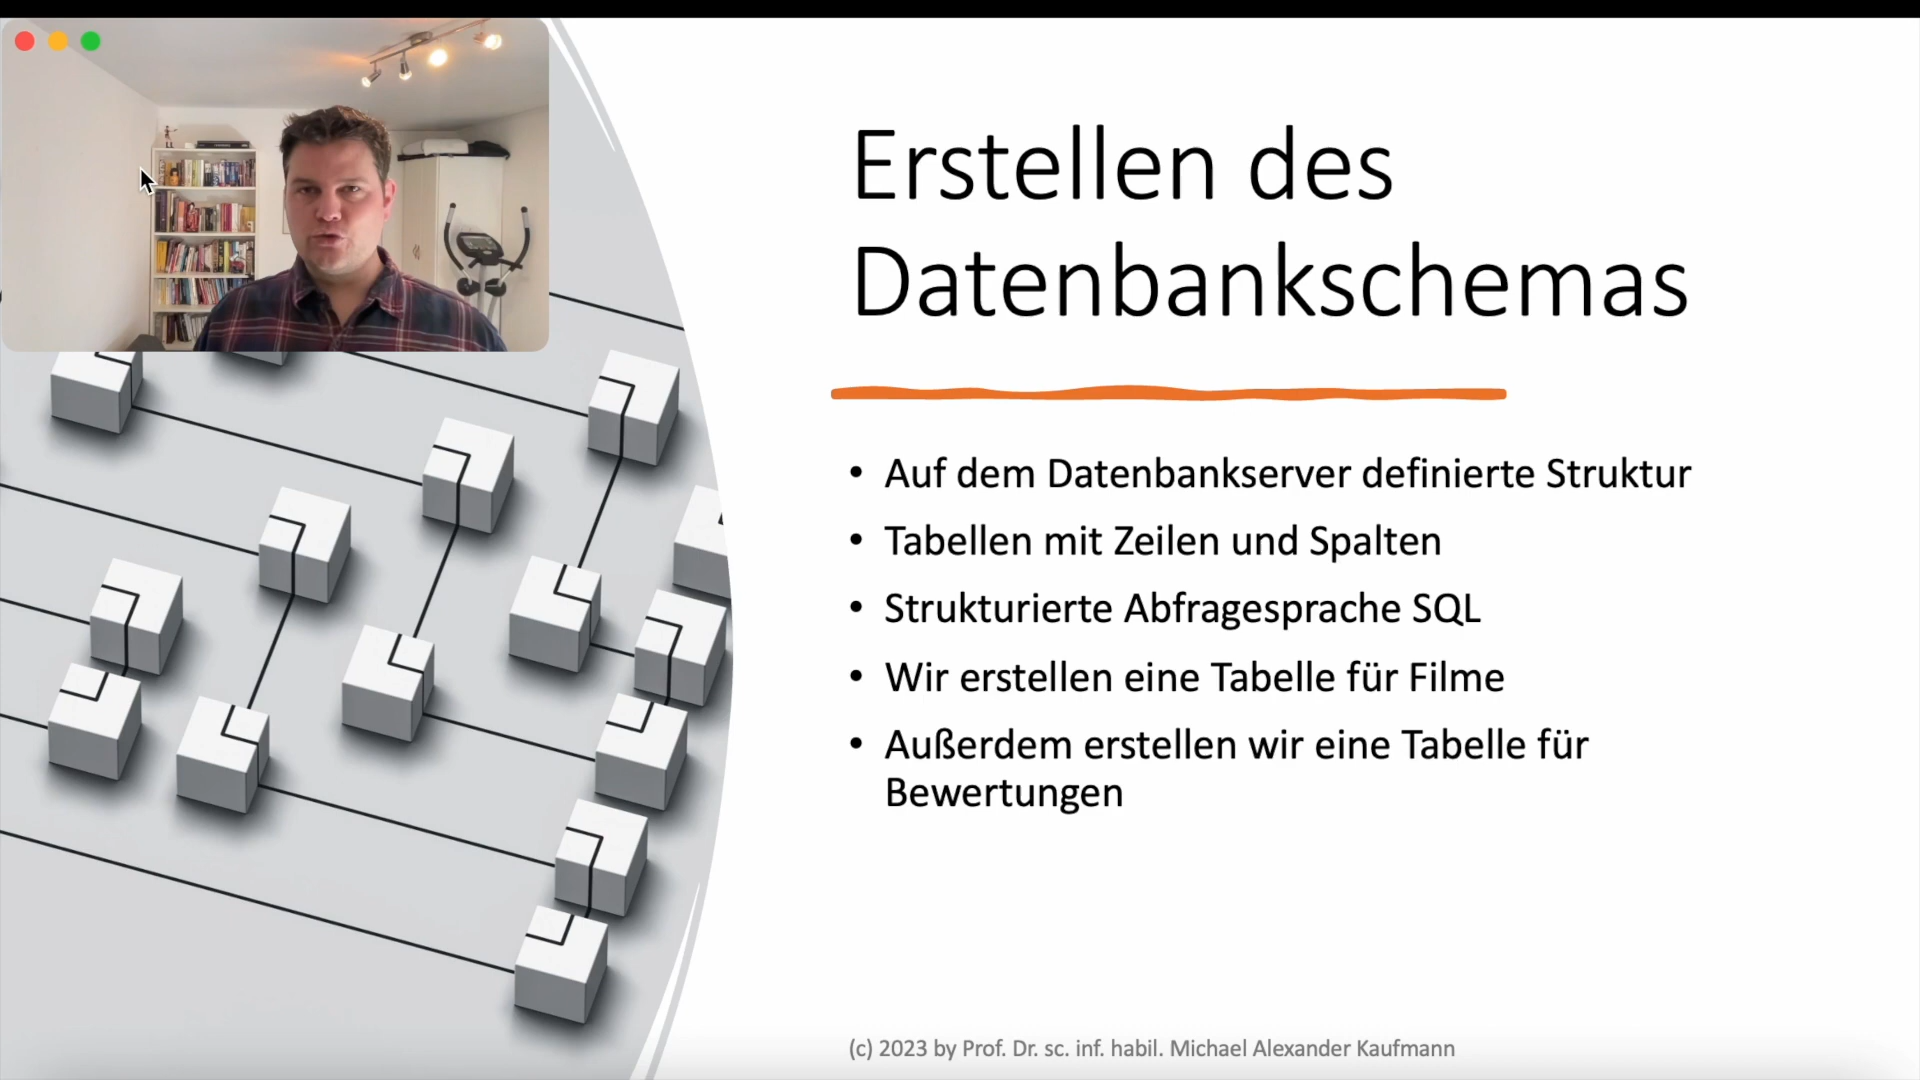 Erstellen des
Datenbankschemas
• Auf dem Datenbankserver definierte Struktur
• Tabellen mit Zeilen und Spalten
• Strukturierte Abfragesprache SQL
• Wir erstellen eine Tabelle für Filme
• Außerdem erstellen wir eine Tabelle für
Bewertungen
(c) 2023 by Prof. Dr. sc. inf. habil. Michael Alexander Kaufmann